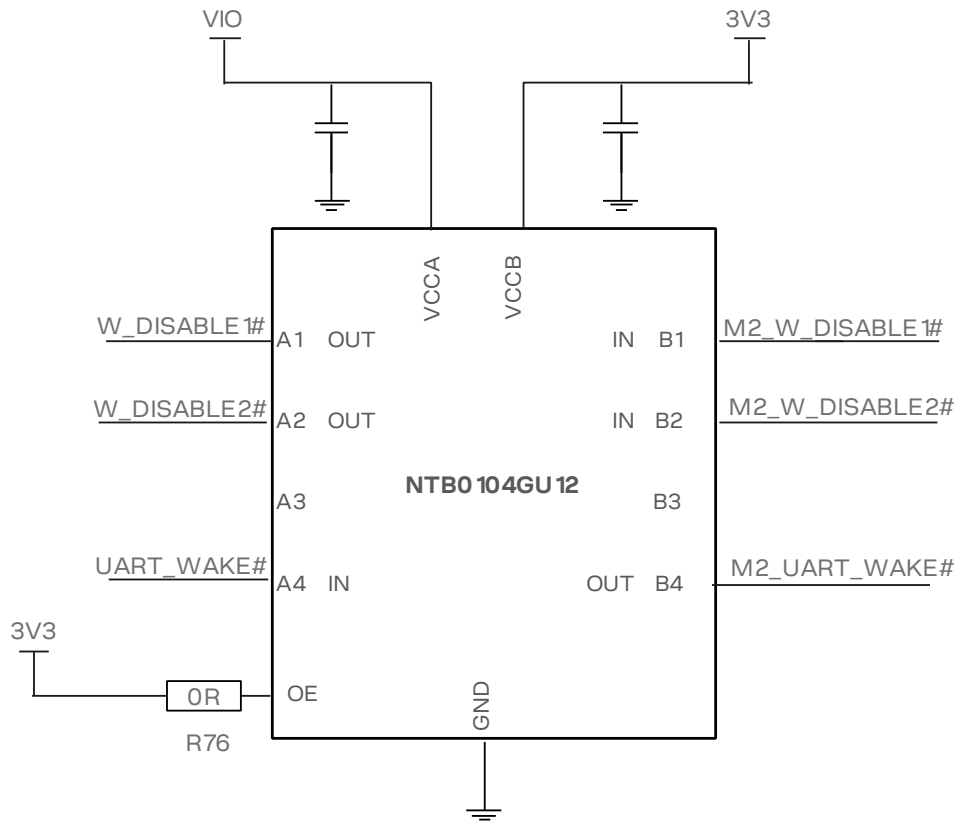 VIO
3V3
VCCA
VCCB
W_DISABLE1#
A1 OUT
IN B1
M2_W_DISABLE1#
W_DISABLE2#
A2 OUT
IN B2
M2_W_DISABLE2#
NTB0104GU12
A3
B3
UART_WAKE#
A4 IN
OUT B4
M2_UART_WAKE#
3V3
0R
OE
GND
R76